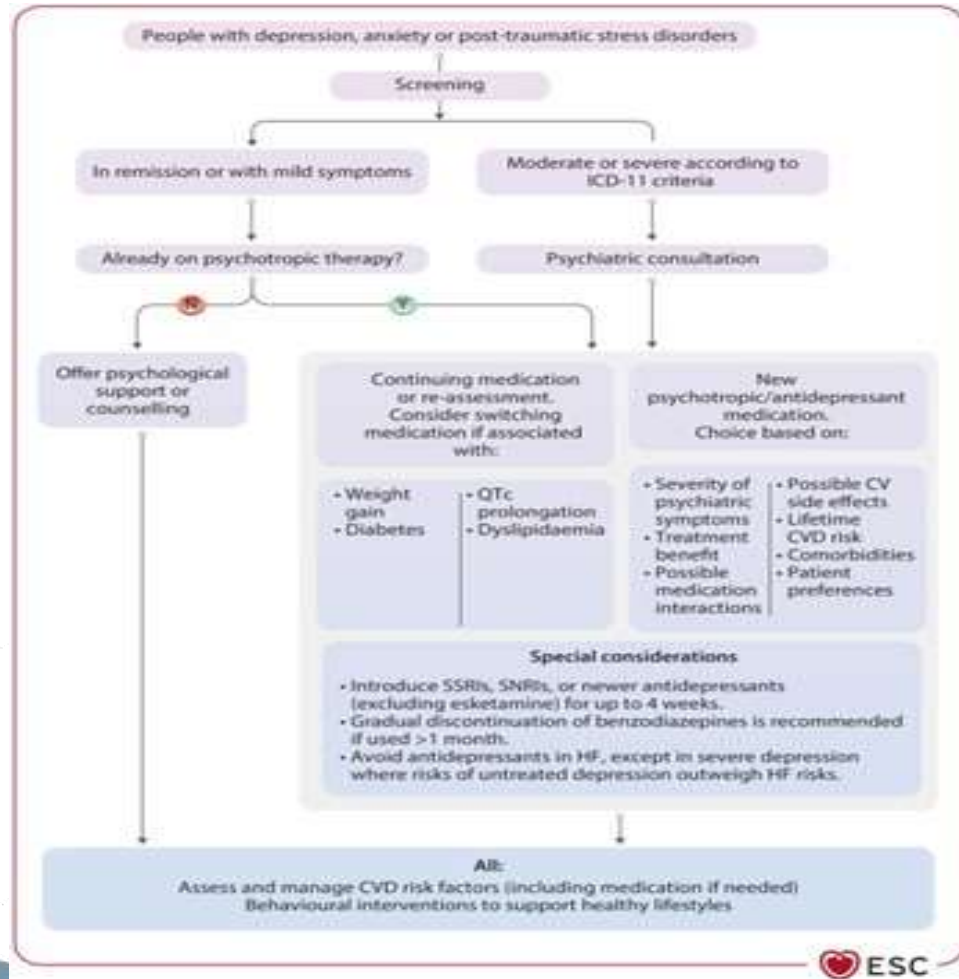 People with depression, anxiety or post-traumatic stress disorders
Screening
In remission or with mild symptoms
Moderate or severe according to
ICD-11 criteria
Already on psychotropic therapy?
Psychiatric consultation
N
Y
Offer psychological
support or
counselling
Continuing medication
or re-assessment.
Consider switching
medication if associated
with:
• Weight
gain
• Diabetes
• QTc
prolongation
• Dyslipidaemia
New
psychotropic/antidepressant
medication.
Choice based on:
• Severity of
psychiatric
symptoms
• Treatment
benefit
• Possible
medication
interactions
• Possible CV
side effects
• Lifetime
CVD risk
• Comorbidities
• Patient
preferences
Special considerations
• Introduce SSRIs, SNRIs, or newer antidepressants
(excluding esketamine) for up to 4 weeks.
• Gradual discontinuation of benzodiazepines is recommended
if used >1 month.
• Avoid antidepressants in HF, except in severe depression
where risks of untreated depression outweigh HF risks.
All:
Assess and manage CVD risk factors (including medication if needed)
Behavioural interventions to support healthy lifestyles
ESC